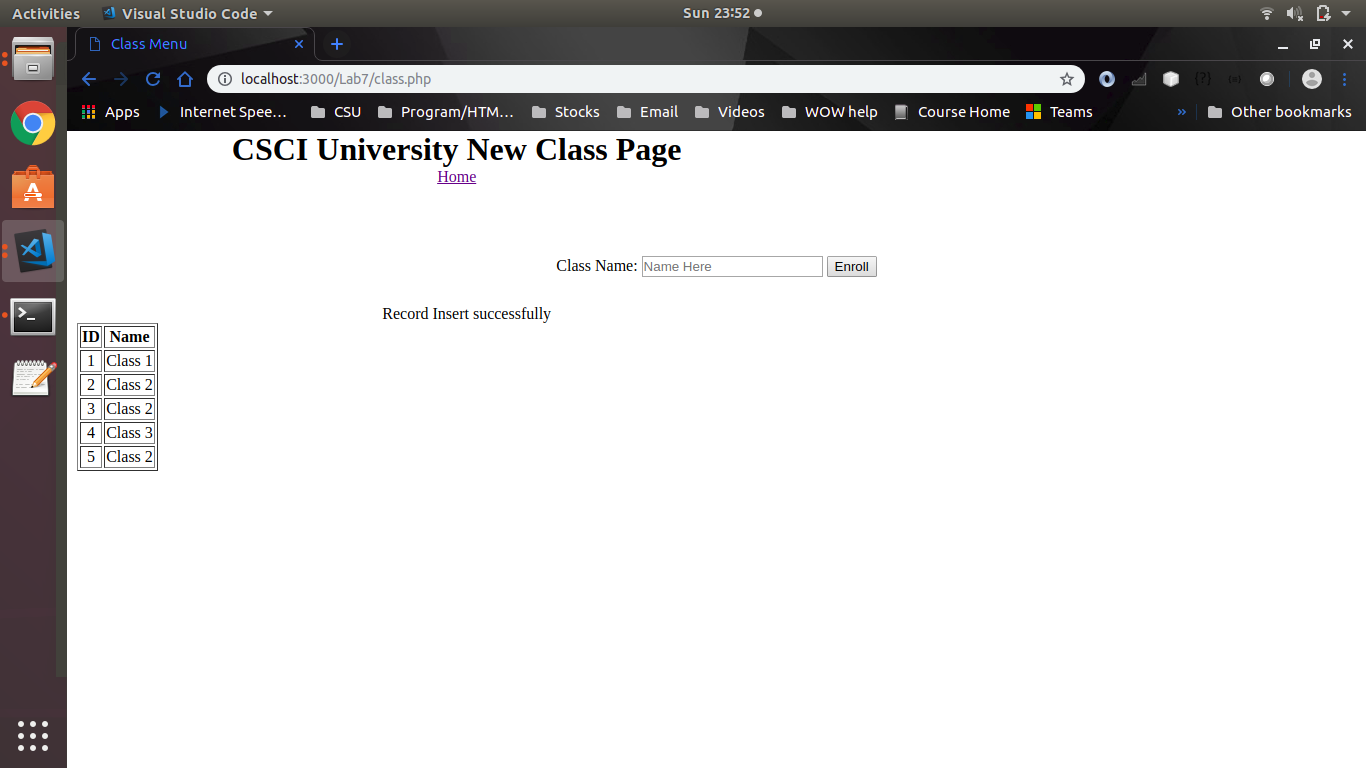 Activities Visual Studio Code Sun 23:52
Class Menu
localhost:3000/Lab7/class.php
Apps Internet Spee… CSU Program/HTM… Stocks Email Videos WOW help Course Home Teams » Other bookmarks
CSCI University New Class Page
Home
Class Name: Name Here Enroll
Record Insert successfully
ID Name
1 Class 1
2 Class 2
3 Class 2
4 Class 3
5 Class 2